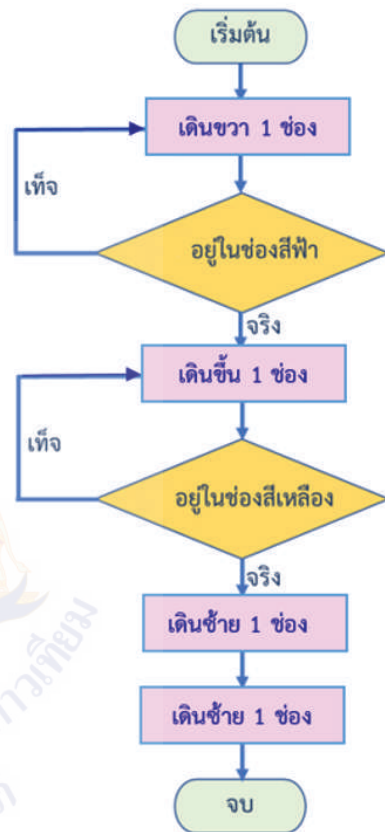 เริ่มต้น
เดินขวา 1 ช่อง
เท็จ
อยู่ในช่องสีฟ้า
จริง
เดินขึ้น 1 ช่อง
เท็จ
อยู่ในช่องสีเหลือง
จริง
เดินซ้าย 1 ช่อง
เดินซ้าย 1 ช่อง
จบ